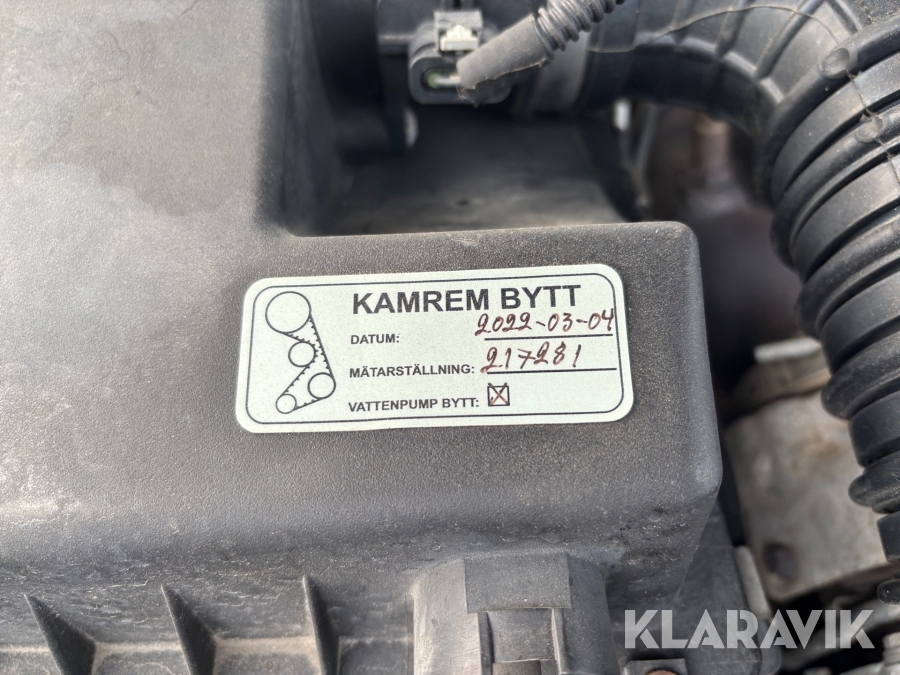 KAMREM BYTT
DATUM: 2022-03-04
MÄTARSTÄLLNING: 217281
VATTENPUMP BYTT: ☒
KLARAVIK